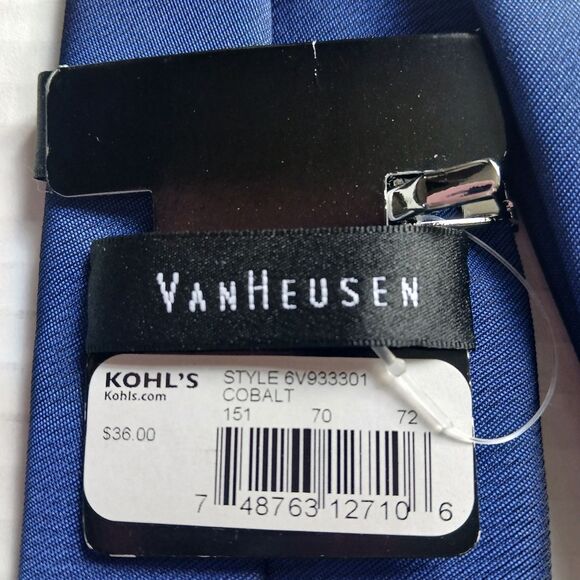 VANHEUSEN
KOHL'S STYLE 6V933301
Kohls.com COBALT
151 70 72
$36.00
7 48763 12710 6